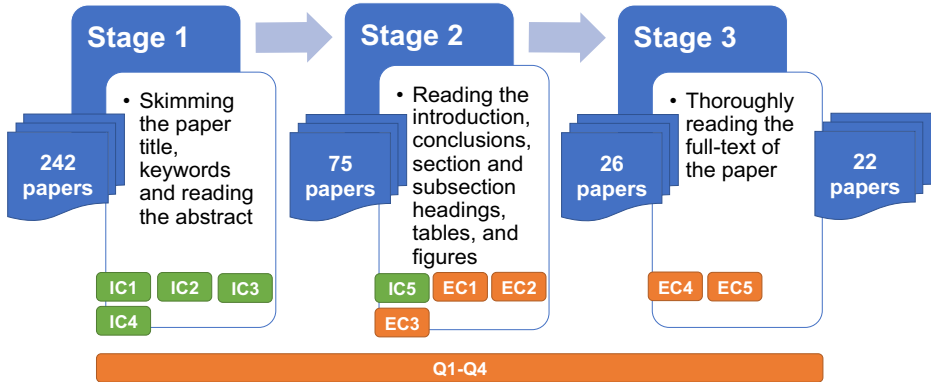 Stage 1
Stage 2
Stage 3
242
papers
• Skimming
the paper
title,
keywords
and reading
the abstract
IC1 IC2 IC3
IC4
75
papers
• Reading the
introduction,
conclusions,
section and
subsection
headings,
tables, and
figures
IC5 EC1 EC2
EC3
26
papers
• Thoroughly
reading the
full-text of
the paper
EC4 EC5
22
papers
Q1-Q4